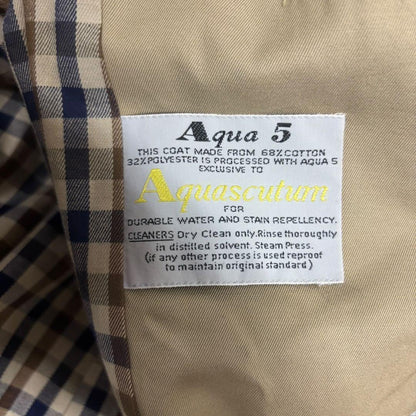 Aqua 5
THIS COAT MADE FROM 68%COTTON
32%POLYESTER IS PROCESSED WITH AQUA 5
EXCLUSIVE TO
Aquascutum
FOR
DURABLE WATER AND STAIN REPELLENCY.
CLEANERS Dry Clean only.Rinse thoroughly
in distilled solvent. Steam Press.
(if any other process is used reproof
to maintain original standard)